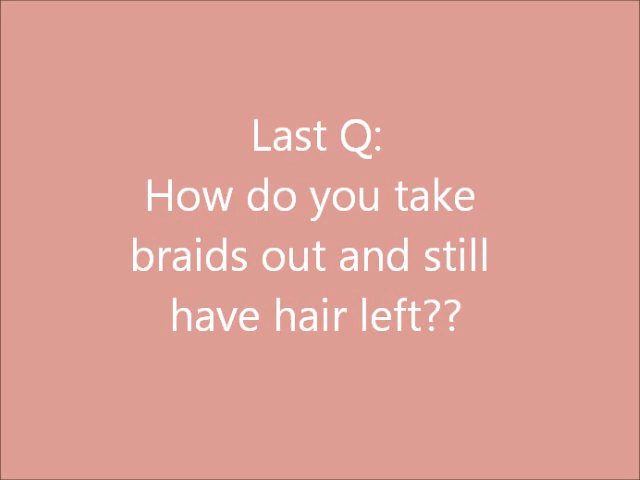 Last Q:
How do you take
braids out and still
have hair left??